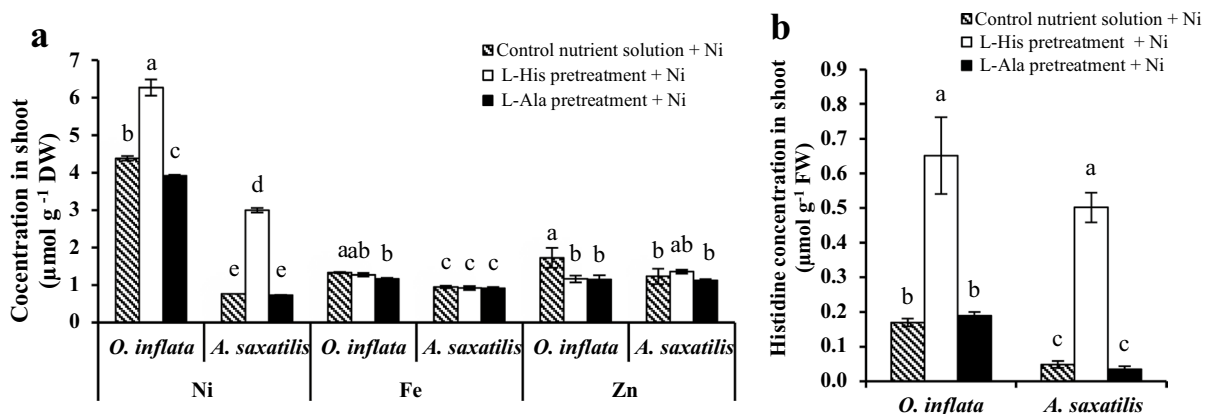 a
Control nutrient solution + Ni
L-His pretreatment + Ni
L-Ala pretreatment + Ni
Cocentration in shoot
(µmol g⁻¹ DW)
7
6
5
4
3
2
1
0
a
b
c
d
e e
a ab b
c c c
a
b b
b ab b
O. inflata A. saxatilis O. inflata A. saxatilis O. inflata A. saxatilis
Ni Fe Zn
b
Control nutrient solution + Ni
L-His pretreatment + Ni
L-Ala pretreatment + Ni
Histidine concentration in shoot
(µmol g⁻¹ FW)
0.9
0.8
0.7
0.6
0.5
0.4
0.3
0.2
0.1
0.0
a
b b
a
c c
O. inflata A. saxatilis